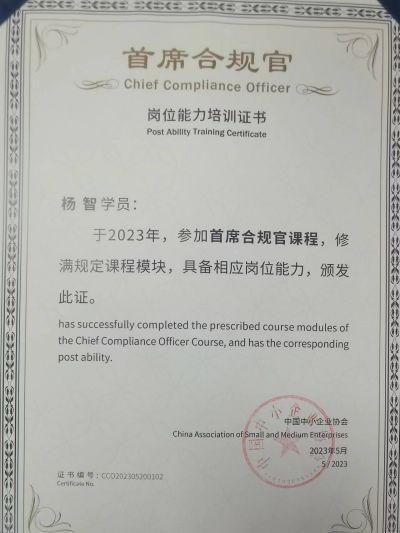 首席合规官
Chief Compliance Officer
岗位能力培训证书
Post Ability Training Certificate
杨 智学员：
于2023年，参加首席合规官课程，修
满规定课程模块，具备相应岗位能力，颁发
此证。
has successfully completed the prescribed course modules of
the Chief Compliance Officer Course, and has the corresponding
post ability.
中国中小企业协会
China Association of Small and Medium Enterprises
2023年5月
5 / 2023
证书编号：CCO202305200102
Certificate No.